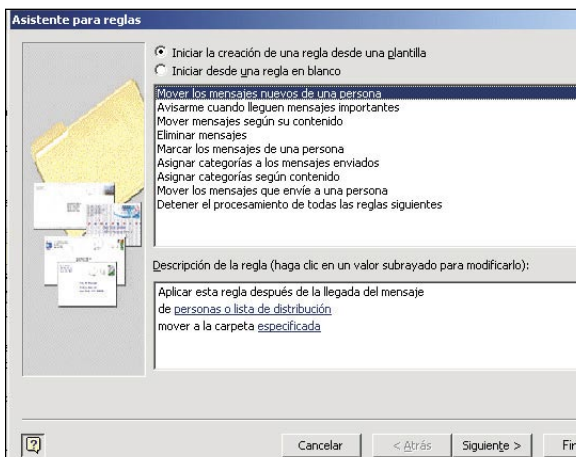 Asistente para reglas
Iniciar la creación de una regla desde una plantilla
Iniciar desde una regla en blanco
Mover los mensajes nuevos de una persona
Avisarme cuando lleguen mensajes importantes
Mover mensajes según su contenido
Eliminar mensajes
Marcar los mensajes de una persona
Asignar categorías a los mensajes enviados
Asignar categorías según contenido
Mover los mensajes que envíe a una persona
Detener el procesamiento de todas las reglas siguientes
Descripción de la regla (haga clic en un valor subrayado para modificarlo):
Aplicar esta regla después de la llegada del mensaje
de personas o lista de distribución
mover a la carpeta especificada
?
Cancelar
< Atrás
Siguiente >